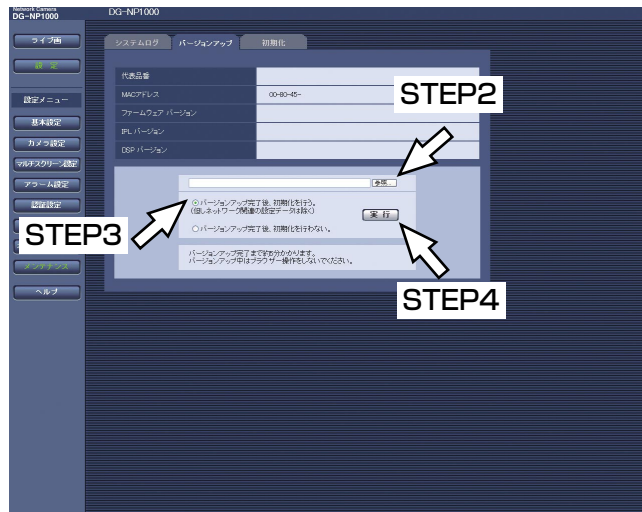 Network Camera
DG-NP1000
DG-NP1000
ライブ画
設定
設定メニュー
基本設定
カメラ設定
マルチスクリーン設定
アラーム設定
認証設定
メンテナンス
ヘルプ
システムログ バージョンアップ 初期化
代表品番
MACアドレス 00-80-45-
ファームウェア バージョン
IPL バージョン
DSP バージョン
STEP2
参照...
バージョンアップ完了後、初期化を行う。
(但しネットワーク関連の設定データは除く)
実行
バージョンアップ完了後、初期化を行わない。
STEP3
バージョンアップ完了まで約5分かかります。
バージョンアップ中はブラウザー操作をしないでください。
STEP4